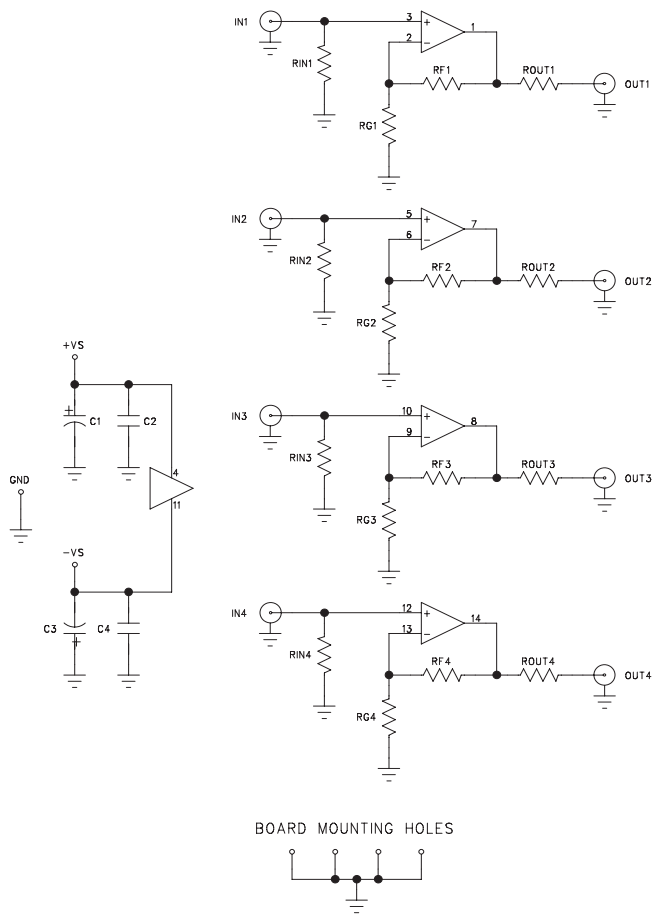 IN1
3
1
2
+
−
RIN1
RF1
ROUT1
OUT1
RG1
IN2
5
7
6
+
−
RIN2
RF2
ROUT2
OUT2
RG2
+VS
+
C1
C2
4
11
GND
−VS
C3
+
C4
IN3
10
8
9
+
−
RIN3
RF3
ROUT3
OUT3
RG3
IN4
12
14
13
+
−
RIN4
RF4
ROUT4
OUT4
RG4
BOARD MOUNTING HOLES